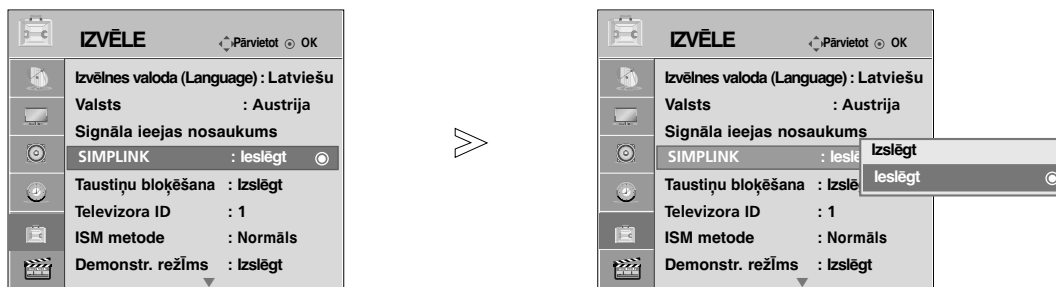 IZVĒLE Pārvietot OK
Izvēlnes valoda (Language) : Latviešu
Valsts : Austrija
Signāla ieejas nosaukums
SIMPLINK : Ieslēgt
Taustiņu bloķēšana : Izslēgt
Televizora ID : 1
ISM metode : Normāls
Demonstr. režīms : Izslēgt
IZVĒLE Pārvietot OK
Izvēlnes valoda (Language) : Latviešu
Valsts : Austrija
Signāla ieejas nosaukums
SIMPLINK : Ieslē
Izslēgt
Ieslēgt
Taustiņu bloķēšana : Izslē
Televizora ID : 1
ISM metode : Normāls
Demonstr. režīms : Izslēgt